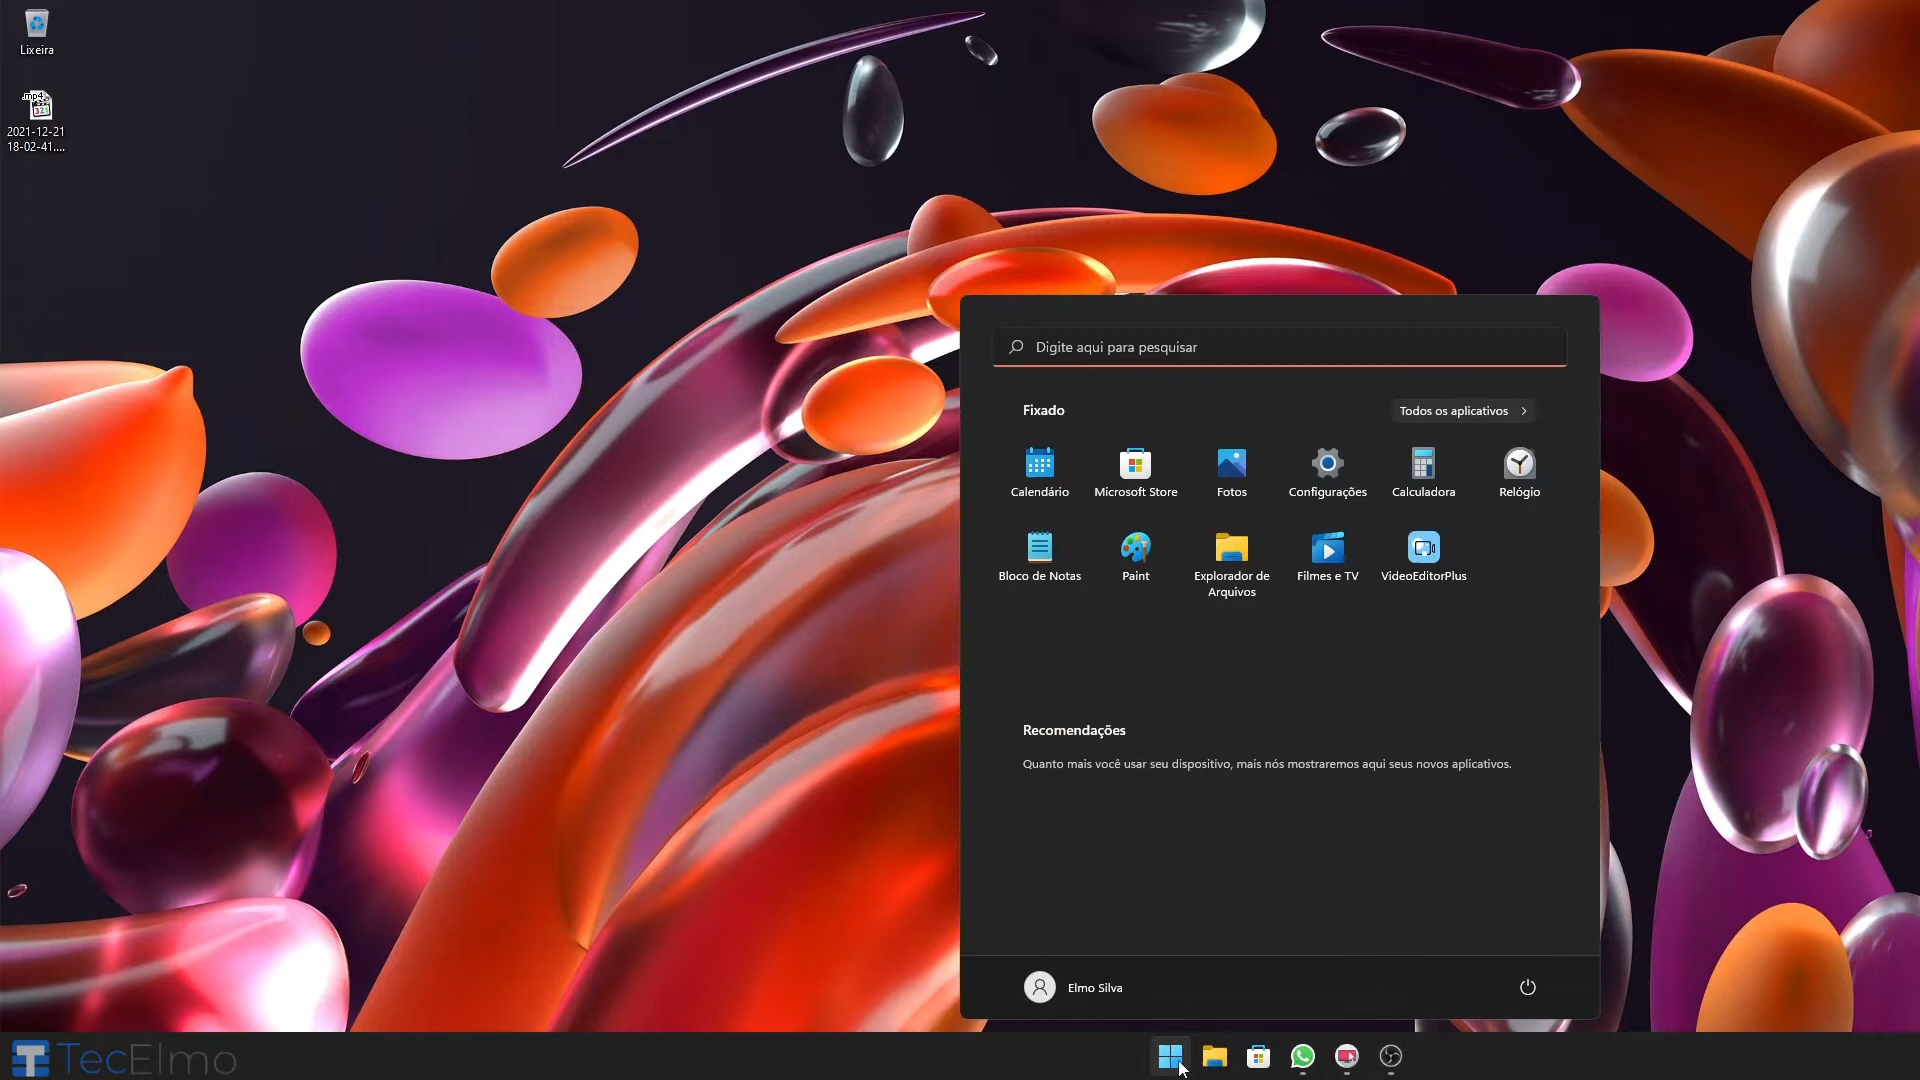 Lixeira
.mp4
321
2021-12-21
18-02-41....
Digite aqui para pesquisar
Fixado
Todos os aplicativos
Calendário
Microsoft Store
Fotos
Configurações
Calculadora
Relógio
Bloco de Notas
Paint
Explorador de
Arquivos
Filmes e TV
VideoEditorPlus
Recomendações
Quanto mais você usar seu dispositivo, mais nós mostraremos aqui seus novos aplicativos.
Elmo Silva
TecElmo